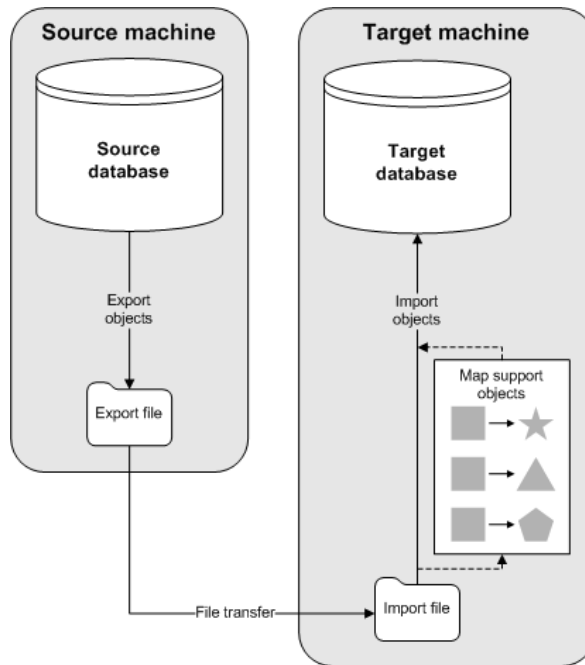 Source machine
Source
database
Export
objects
Export file
File transfer
Target machine
Target
database
Import
objects
Map support
objects
Import file